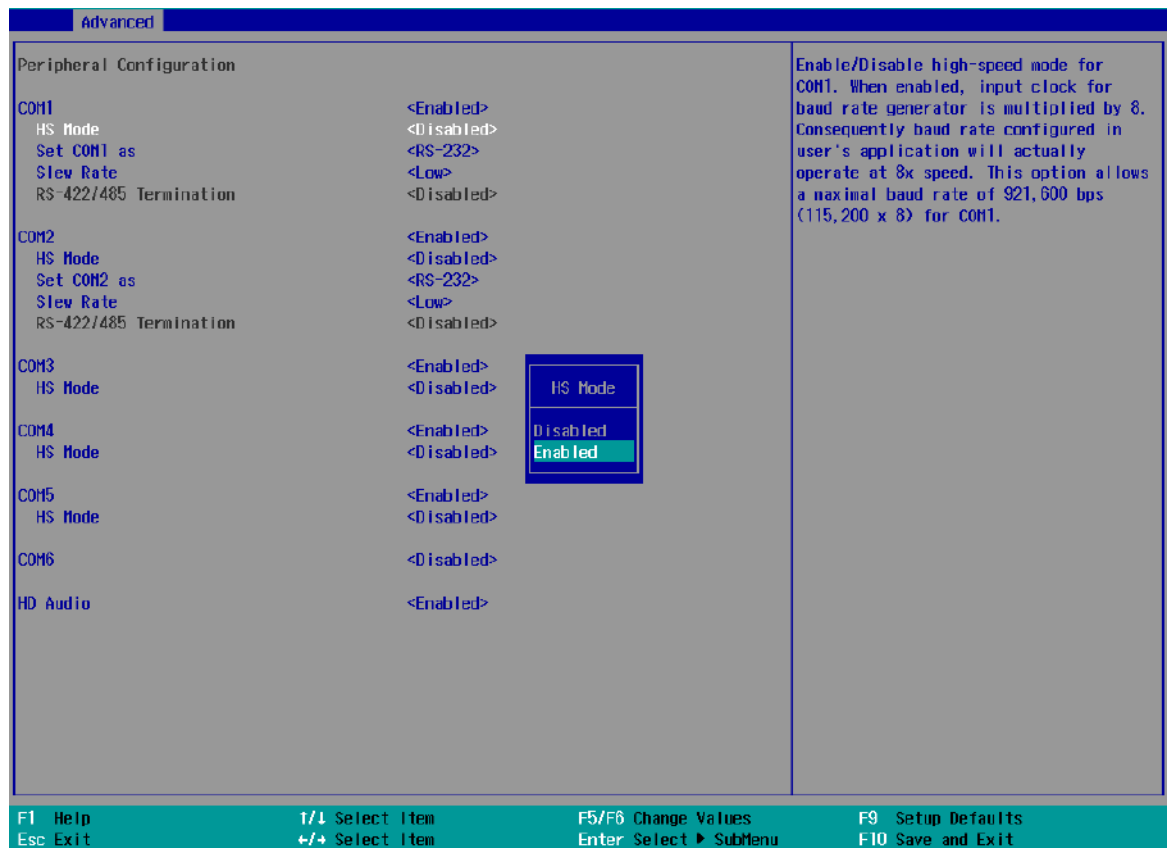 Advanced
Peripheral Configuration
COM1 <Enabled>
HS Mode <Disabled>
Set COM1 as <RS-232>
Slew Rate <Low>
RS-422/485 Termination <Disabled>
COM2 <Enabled>
HS Mode <Disabled>
Set COM2 as <RS-232>
Slew Rate <Low>
RS-422/485 Termination <Disabled>
COM3 <Enabled>
HS Mode <Disabled>
COM4 <Enabled>
HS Mode <Disabled>
COM5 <Enabled>
HS Mode <Disabled>
COM6 <Disabled>
HD Audio <Enabled>
HS Mode
Disabled
Enabled
Enable/Disable high-speed mode for
COM1. When enabled, input clock for
baud rate generator is multiplied by 8.
Consequently baud rate configured in
user's application will actually
operate at 8x speed. This option allows
a maximal baud rate of 921,600 bps
(115,200 x 8) for COM1.
F1 Help ↑/↓ Select Item F5/F6 Change Values F9 Setup Defaults
Esc Exit ←/→ Select Item Enter Select ▶ SubMenu F10 Save and Exit